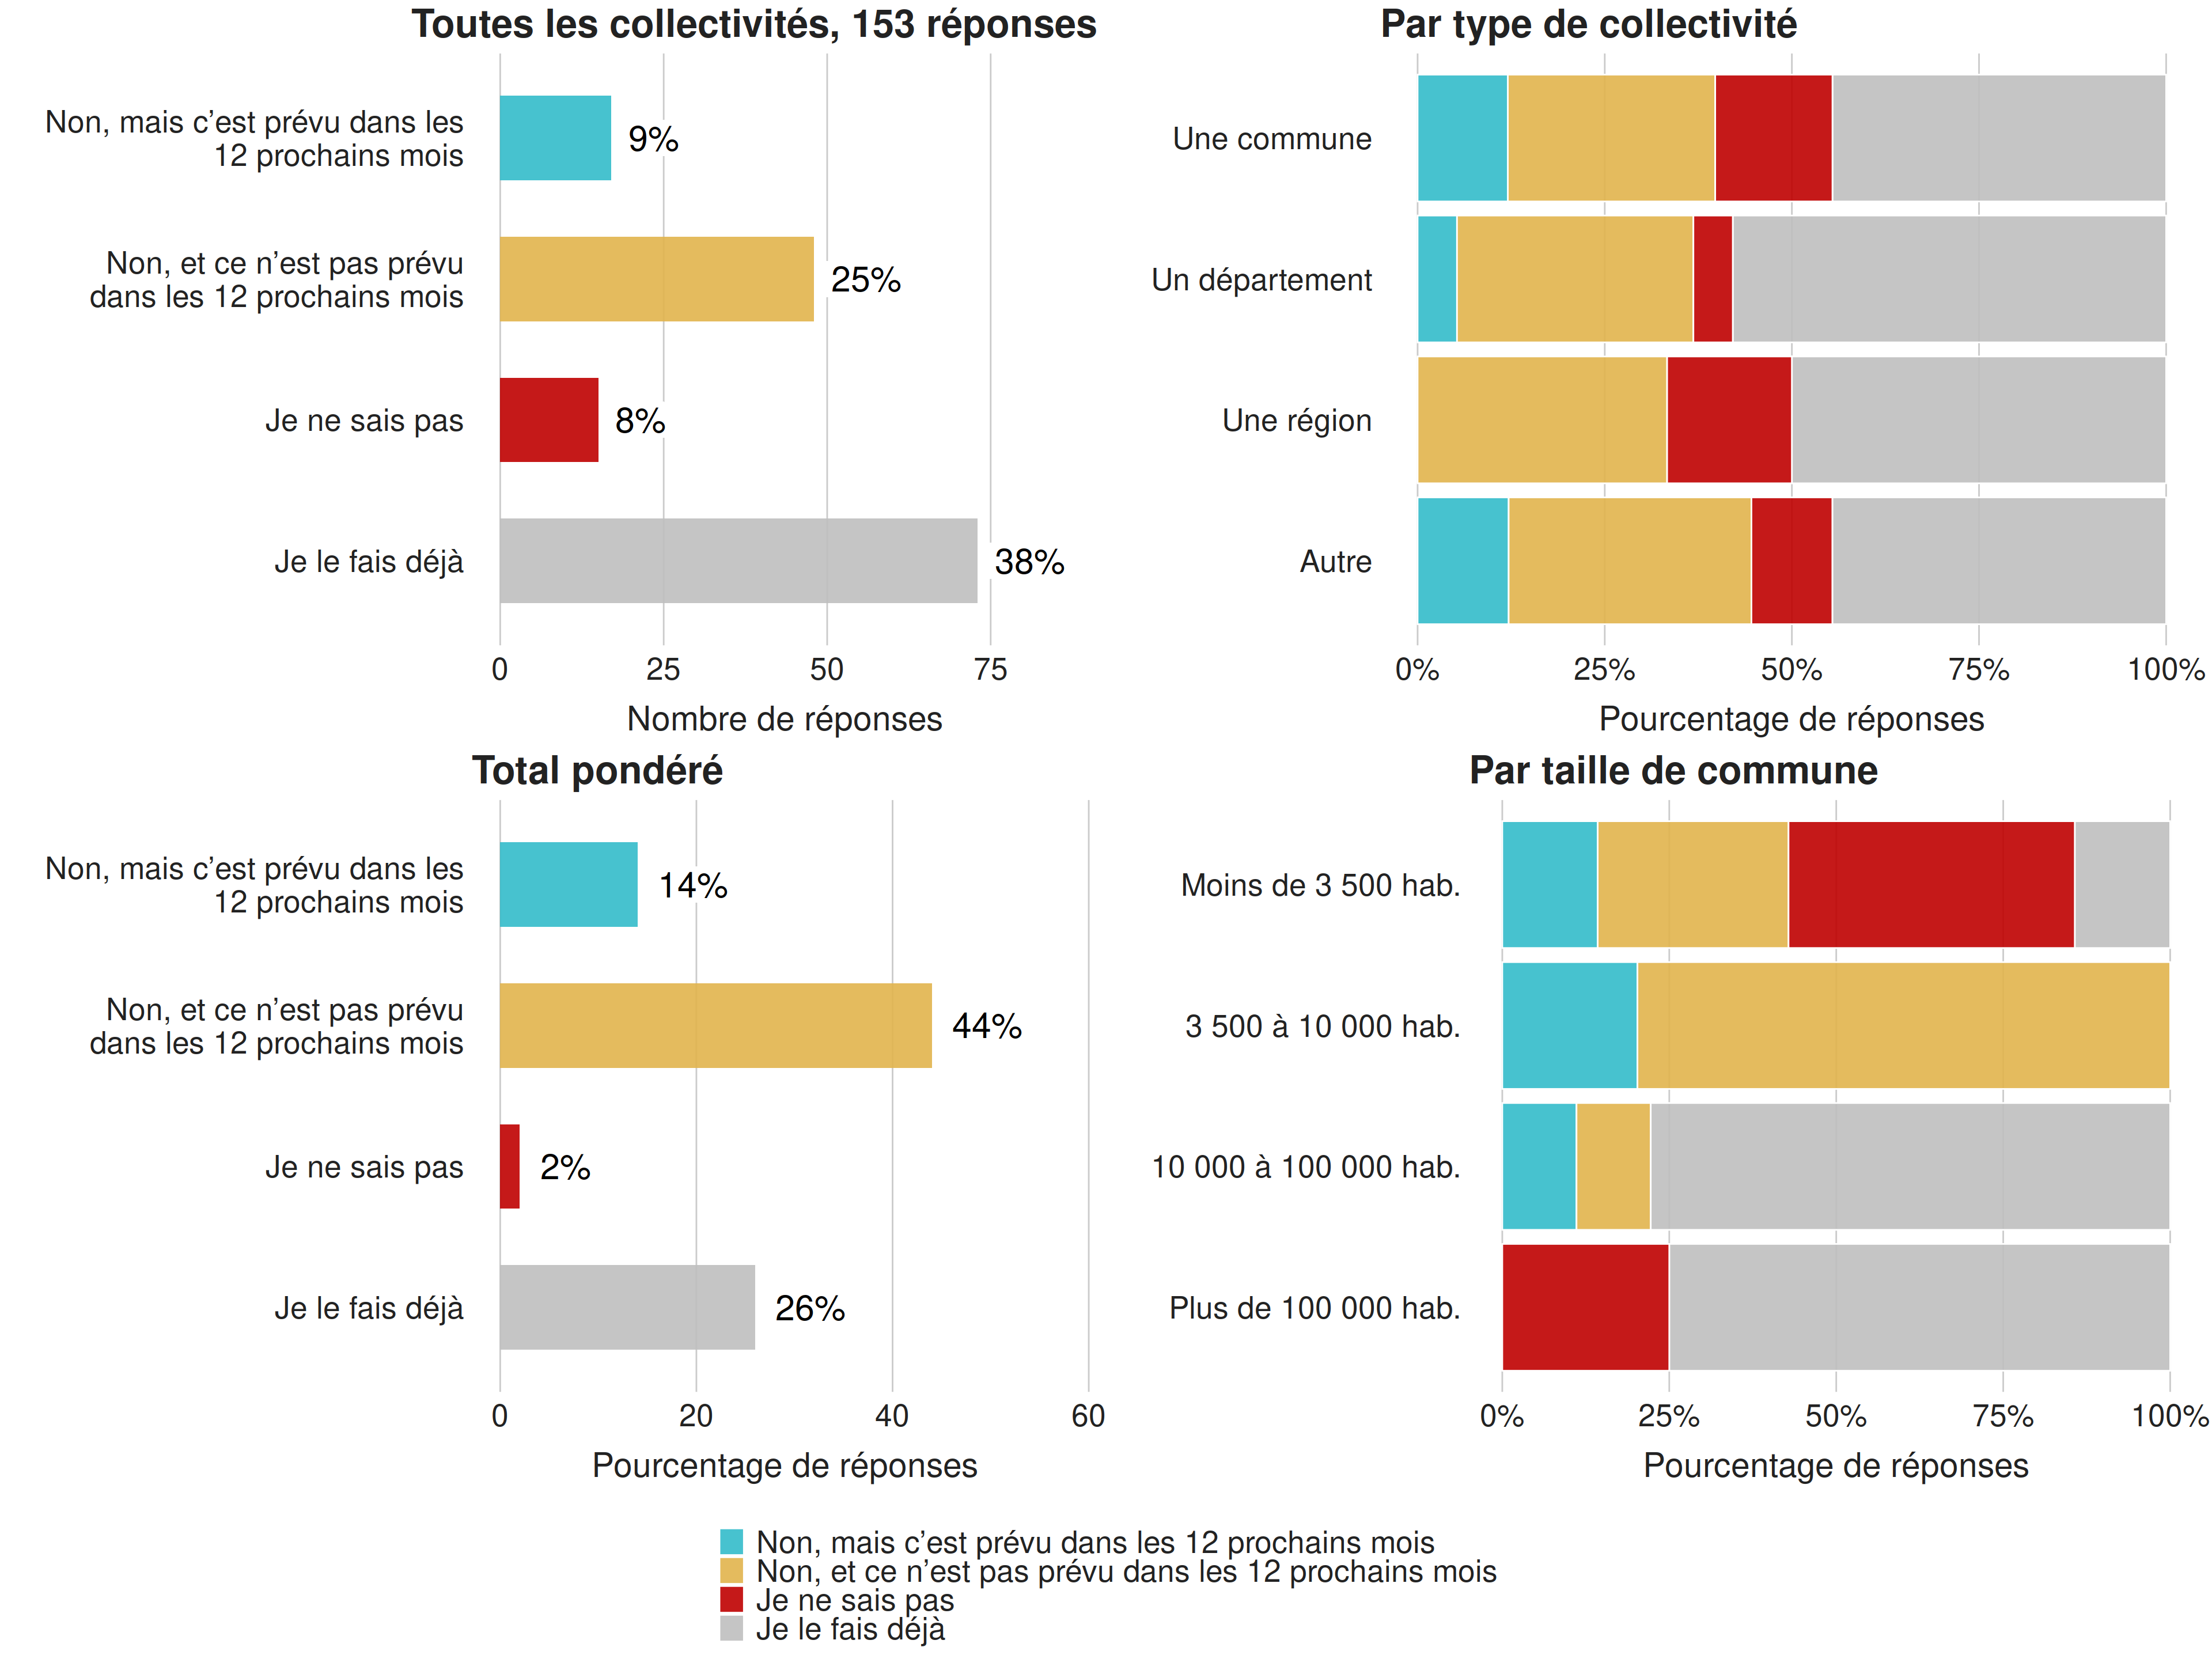 Toutes les collectivités, 153 réponses
Non, mais c’est prévu dans les
12 prochains mois
9%
Non, et ce n’est pas prévu
dans les 12 prochains mois
25%
Je ne sais pas
8%
Je le fais déjà
38%
0 25 50 75
Nombre de réponses
Par type de collectivité
Une commune
Un département
Une région
Autre
0% 25% 50% 75% 100%
Pourcentage de réponses
Total pondéré
Non, mais c’est prévu dans les
12 prochains mois
14%
Non, et ce n’est pas prévu
dans les 12 prochains mois
44%
Je ne sais pas
2%
Je le fais déjà
26%
0 20 40 60
Pourcentage de réponses
Par taille de commune
Moins de 3 500 hab.
3 500 à 10 000 hab.
10 000 à 100 000 hab.
Plus de 100 000 hab.
0% 25% 50% 75% 100%
Pourcentage de réponses
Non, mais c’est prévu dans les 12 prochains mois
Non, et ce n’est pas prévu dans les 12 prochains mois
Je ne sais pas
Je le fais déjà